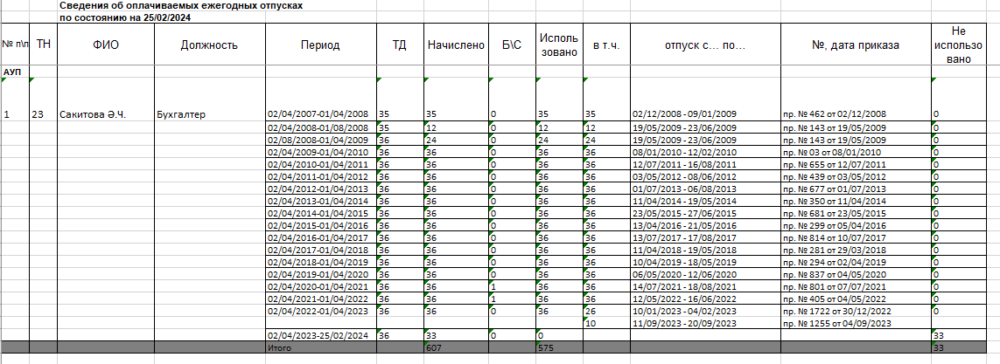 Сведения об оплачиваемых ежегодных отпусках
по состоянию на 25/02/2024
№ п\п ТН ФИО Должность Период ТД Начислено Б\С Исполь зовано в т.ч. отпуск с... по... №, дата приказа Не использо вано
АУП
1 23 Сакитова Ә.Ч. Бухгалтер 02/04/2007-01/04/2008 35 35 0 35 35 02/12/2008 - 09/01/2009 пр. № 462 от 02/12/2008 0
02/04/2008-01/08/2008 35 12 0 12 12 19/05/2009 - 23/06/2009 пр. № 143 от 19/05/2009 0
02/08/2008-01/04/2009 36 24 0 24 24 19/05/2009 - 23/06/2009 пр. № 143 от 19/05/2009 0
02/04/2009-01/04/2010 36 36 0 36 36 08/01/2010 - 12/02/2010 пр. № 03 от 08/01/2010 0
02/04/2010-01/04/2011 36 36 0 36 36 12/07/2011 - 16/08/2011 пр. № 655 от 12/07/2011 0
02/04/2011-01/04/2012 36 36 0 36 36 03/05/2012 - 08/06/2012 пр. № 439 от 03/05/2012 0
02/04/2012-01/04/2013 36 36 0 36 36 01/07/2013 - 06/08/2013 пр. № 677 от 01/07/2013 0
02/04/2013-01/04/2014 36 36 0 36 36 11/04/2014 - 19/05/2014 пр. № 350 от 11/04/2014 0
02/04/2014-01/04/2015 36 36 0 36 36 23/05/2015 - 27/06/2015 пр. № 681 от 23/05/2015 0
02/04/2015-01/04/2016 36 36 0 36 36 13/04/2016 - 21/05/2016 пр. № 299 от 05/04/2016 0
02/04/2016-01/04/2017 36 36 0 36 36 13/07/2017 - 17/08/2017 пр. № 814 от 10/07/2017 0
02/04/2017-01/04/2018 36 36 0 36 36 11/04/2018 - 19/05/2018 пр. № 281 от 29/03/2018 0
02/04/2018-01/04/2019 36 36 0 36 36 10/04/2019 - 18/05/2019 пр. № 294 от 02/04/2019 0
02/04/2019-01/04/2020 36 36 0 36 36 06/05/2020 - 12/06/2020 пр. № 837 от 04/05/2020 0
02/04/2020-01/04/2021 36 36 1 36 36 14/07/2021 - 18/08/2021 пр. № 801 от 07/07/2021 0
02/04/2021-01/04/2022 36 36 1 36 36 12/05/2022 - 16/06/2022 пр. № 405 от 04/05/2022 0
02/04/2022-01/04/2023 36 36 0 36 26 10/01/2023 - 04/02/2023 пр. № 1722 от 30/12/2022 0
10 11/09/2023 - 20/09/2023 пр. № 1255 от 04/09/2023
02/04/2023-25/02/2024 36 33 0 0 33
Итого 607 575 33